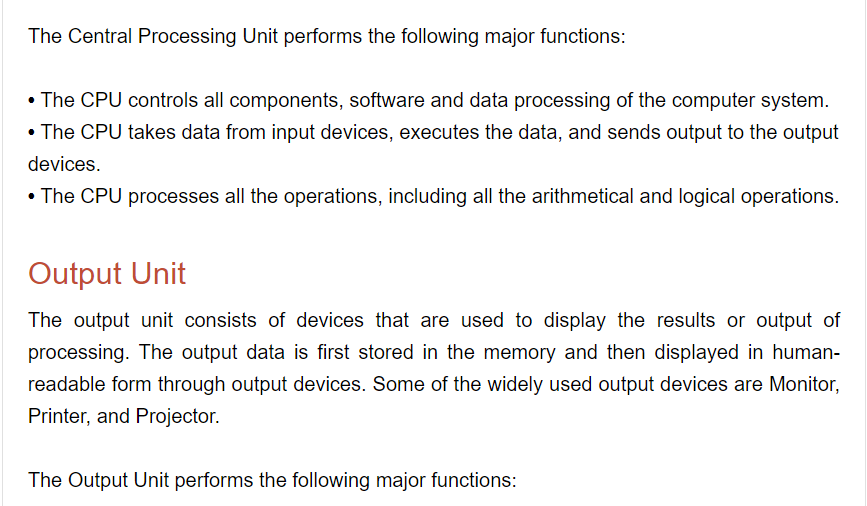 The Central Processing Unit performs the following major functions:
• The CPU controls all components, software and data processing of the computer system.
• The CPU takes data from input devices, executes the data, and sends output to the output
devices.
• The CPU processes all the operations, including all the arithmetical and logical operations.
Output Unit
The output unit consists of devices that are used to display the results or output of
processing. The output data is first stored in the memory and then displayed in human-
readable form through output devices. Some of the widely used output devices are Monitor,
Printer, and Projector.
The Output Unit performs the following major functions: